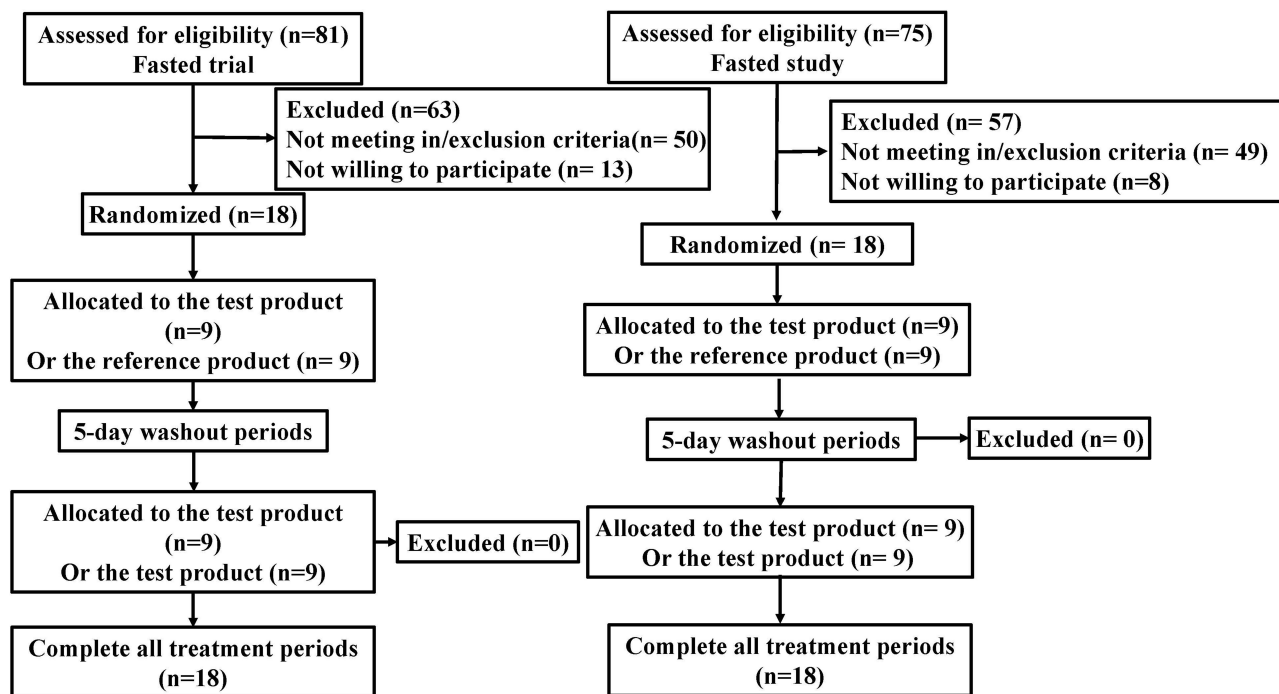 Assessed for eligibility (n=81)
Fasted trial
Excluded (n=63)
Not meeting in/exclusion criteria(n= 50)
Not willing to participate (n= 13)
Randomized (n=18)
Allocated to the test product
(n=9)
Or the reference product (n= 9)
5-day washout periods
Allocated to the test product
(n=9)
Or the test product (n=9)
Excluded (n=0)
Complete all treatment periods
(n=18)
Assessed for eligibility (n=75)
Fasted study
Excluded (n= 57)
Not meeting in/exclusion criteria (n= 49)
Not willing to participate (n=8)
Randomized (n= 18)
Allocated to the test product (n=9)
Or the reference product (n=9)
5-day washout periods
Excluded (n= 0)
Allocated to the test product (n= 9)
Or the test product (n= 9)
Complete all treatment periods
(n=18)